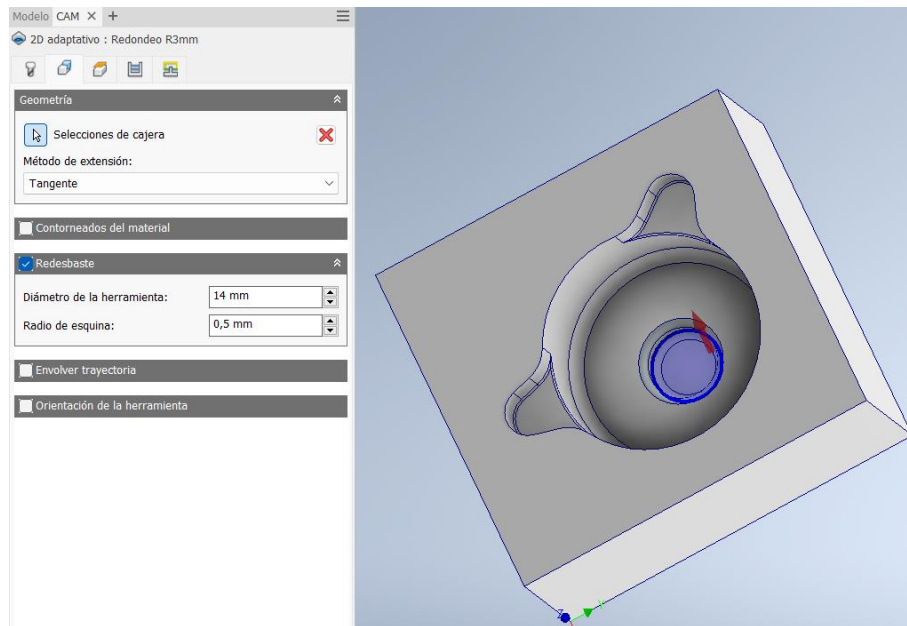 Modelo CAM × +
2D adaptativo : Redondeo R3mm
Geometría
Selecciones de cajera
Método de extensión:
Tangente
Contorneados del material
Redesbaste
Diámetro de la herramienta: 14 mm
Radio de esquina: 0,5 mm
Envolver trayectoria
Orientación de la herramienta
Z Y